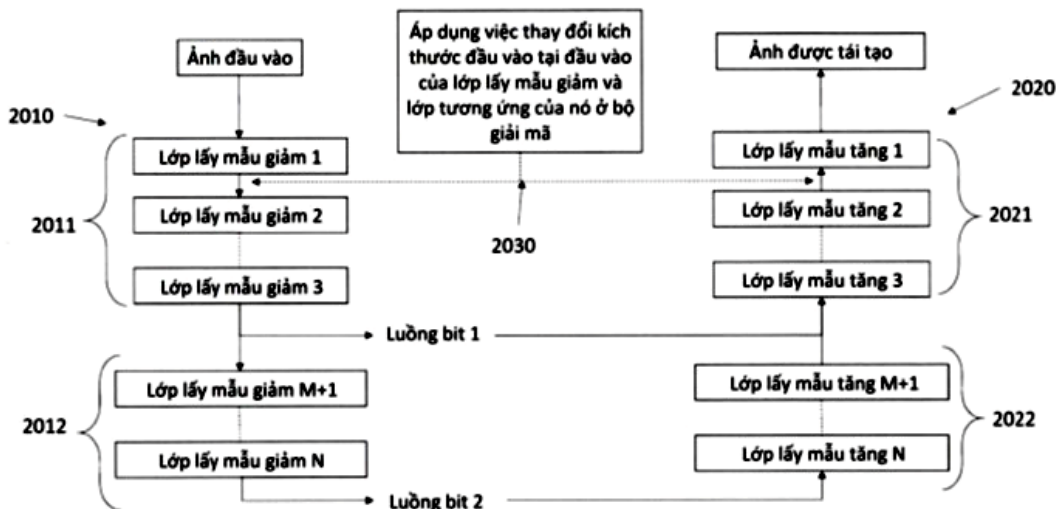 Ảnh đầu vào
Áp dụng việc thay đổi kích
thước đầu vào tại đầu vào
của lớp lấy mẫu giảm và
lớp tương ứng của nó ở bộ
giải mã
Ảnh được tái tạo
2010
2020
Lớp lấy mẫu giảm 1
Lớp lấy mẫu tăng 1
2011
Lớp lấy mẫu giảm 2
Lớp lấy mẫu tăng 2
2021
2030
Lớp lấy mẫu giảm 3
Lớp lấy mẫu tăng 3
Luồng bit 1
Lớp lấy mẫu giảm M+1
Lớp lấy mẫu tăng M+1
2012
2022
Lớp lấy mẫu giảm N
Lớp lấy mẫu tăng N
Luồng bit 2